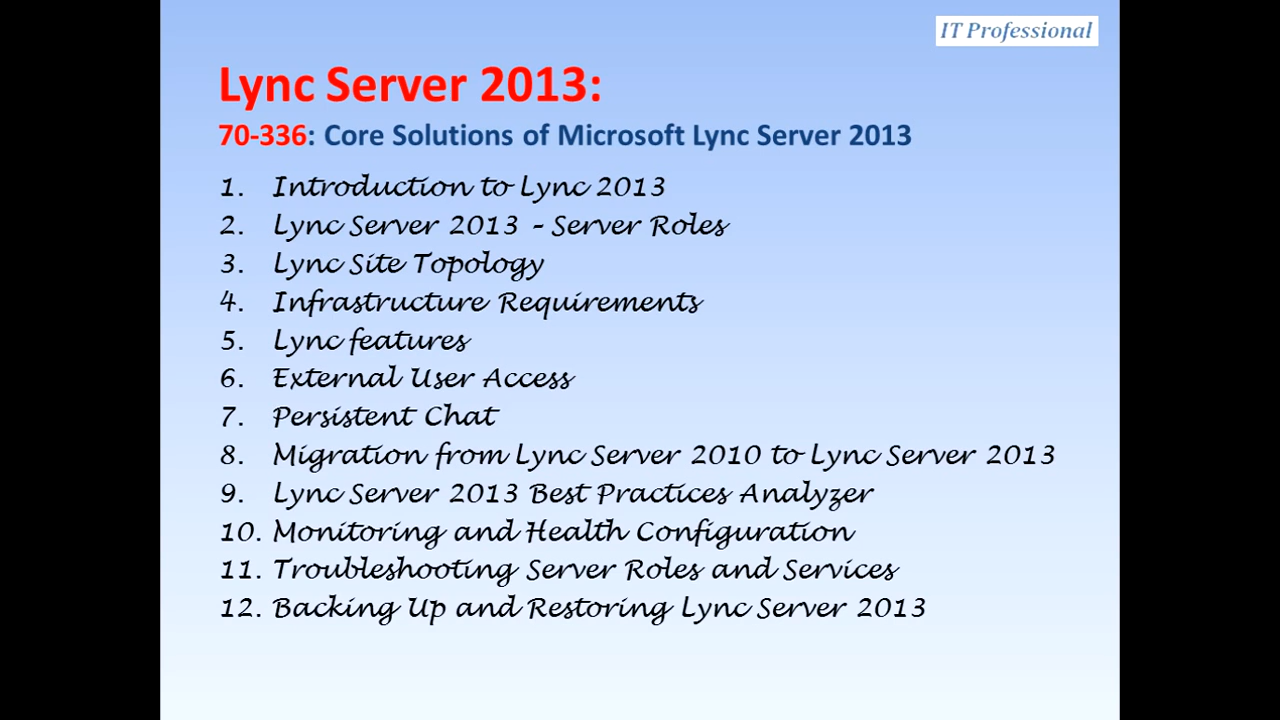 IT Professional
Lync Server 2013:
70-336: Core Solutions of Microsoft Lync Server 2013
1. Introduction to Lync 2013
2. Lync Server 2013 – Server Roles
3. Lync Site Topology
4. Infrastructure Requirements
5. Lync features
6. External User Access
7. Persistent Chat
8. Migration from Lync Server 2010 to Lync Server 2013
9. Lync Server 2013 Best Practices Analyzer
10. Monitoring and Health Configuration
11. Troubleshooting Server Roles and Services
12. Backing Up and Restoring Lync Server 2013